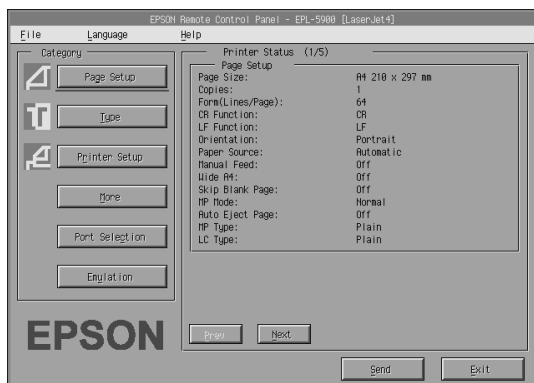 EPSON Remote Control Panel - EPL-5900 [LaserJet4]
File Language Help
Category
Page Setup
Type
Printer Setup
More
Port Selection
Emulation
EPSON
Printer Status (1/5)
Page Setup
Page Size: A4 210 x 297 mm
Copies: 1
Form(Lines/Page): 64
CR Function: CR
LF Function: LF
Orientation: Portrait
Paper Source: Automatic
Manual Feed: Off
Wide A4: Off
Skip Blank Page: Off
MP Mode: Normal
Auto Eject Page: Off
MP Type: Plain
LC Type: Plain
Prev Next
Send Exit